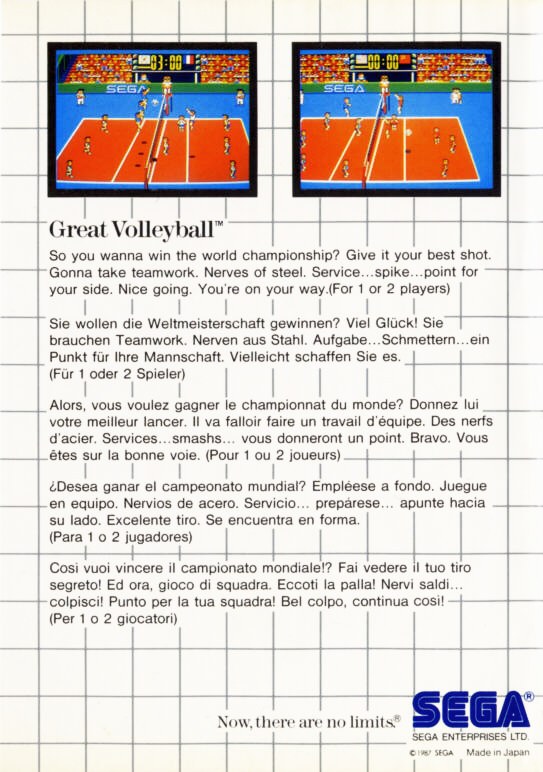 03:00
00:00
SEGA
SEGA
Great Volleyball™
So you wanna win the world championship? Give it your best shot.
Gonna take teamwork. Nerves of steel. Service...spike...point for
your side. Nice going. You're on your way.(For 1 or 2 players)
Sie wollen die Weltmeisterschaft gewinnen? Viel Glück! Sie
brauchen Teamwork. Nerven aus Stahl. Aufgabe...Schmettern...ein
Punkt für Ihre Mannschaft. Vielleicht schaffen Sie es.
(Für 1 oder 2 Spieler)
Alors, vous voulez gagner le championnat du monde? Donnez lui
votre meilleur lancer. Il va falloir faire un travail d'équipe. Des nerfs
d'acier. Services...smashs... vous donneront un point. Bravo. Vous
êtes sur la bonne voie. (Pour 1 ou 2 joueurs)
¿Desea ganar el campeonato mundial? Empléese a fondo. Juegue
en equipo. Nervios de acero. Servicio... prepárese... apunte hacia
su lado. Excelente tiro. Se encuentra en forma.
(Para 1 o 2 jugadores)
Cosi vuoi vincere il campionato mondiale!? Fai vedere il tuo tiro
segreto! Ed ora, gioco di squadra. Eccoti la palla! Nervi saldi...
colpisci! Punto per la tua squadra! Bel colpo, continua cosi!
(Per 1 o 2 giocatori)
Now, there are no limits®
SEGA®
SEGA ENTERPRISES LTD.
© 1987 SEGA Made in Japan